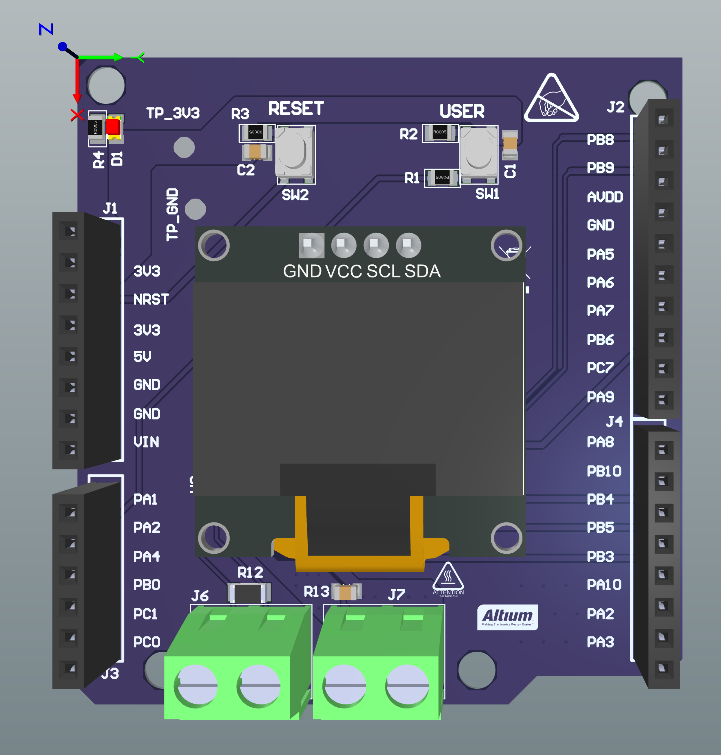 Z
X
TP_3V3
R3
RESET
USER
J2
R4
D1
C2
SW2
R2
R1
SW1
C1
TP_GND
J1
3V3
NRST
3V3
5V
GND
GND
VIN
PA1
PA2
PA4
PB0
PC1
PC0
J3
GND VCC SCL SDA
PB8
PB9
AVDD
GND
PA5
PA6
PA7
PB6
PC7
PA9
J4
PA8
PB10
PB4
PB5
PB3
PA10
PA2
PA3
R12
R13
J6
J7
ATTENTION
Altium